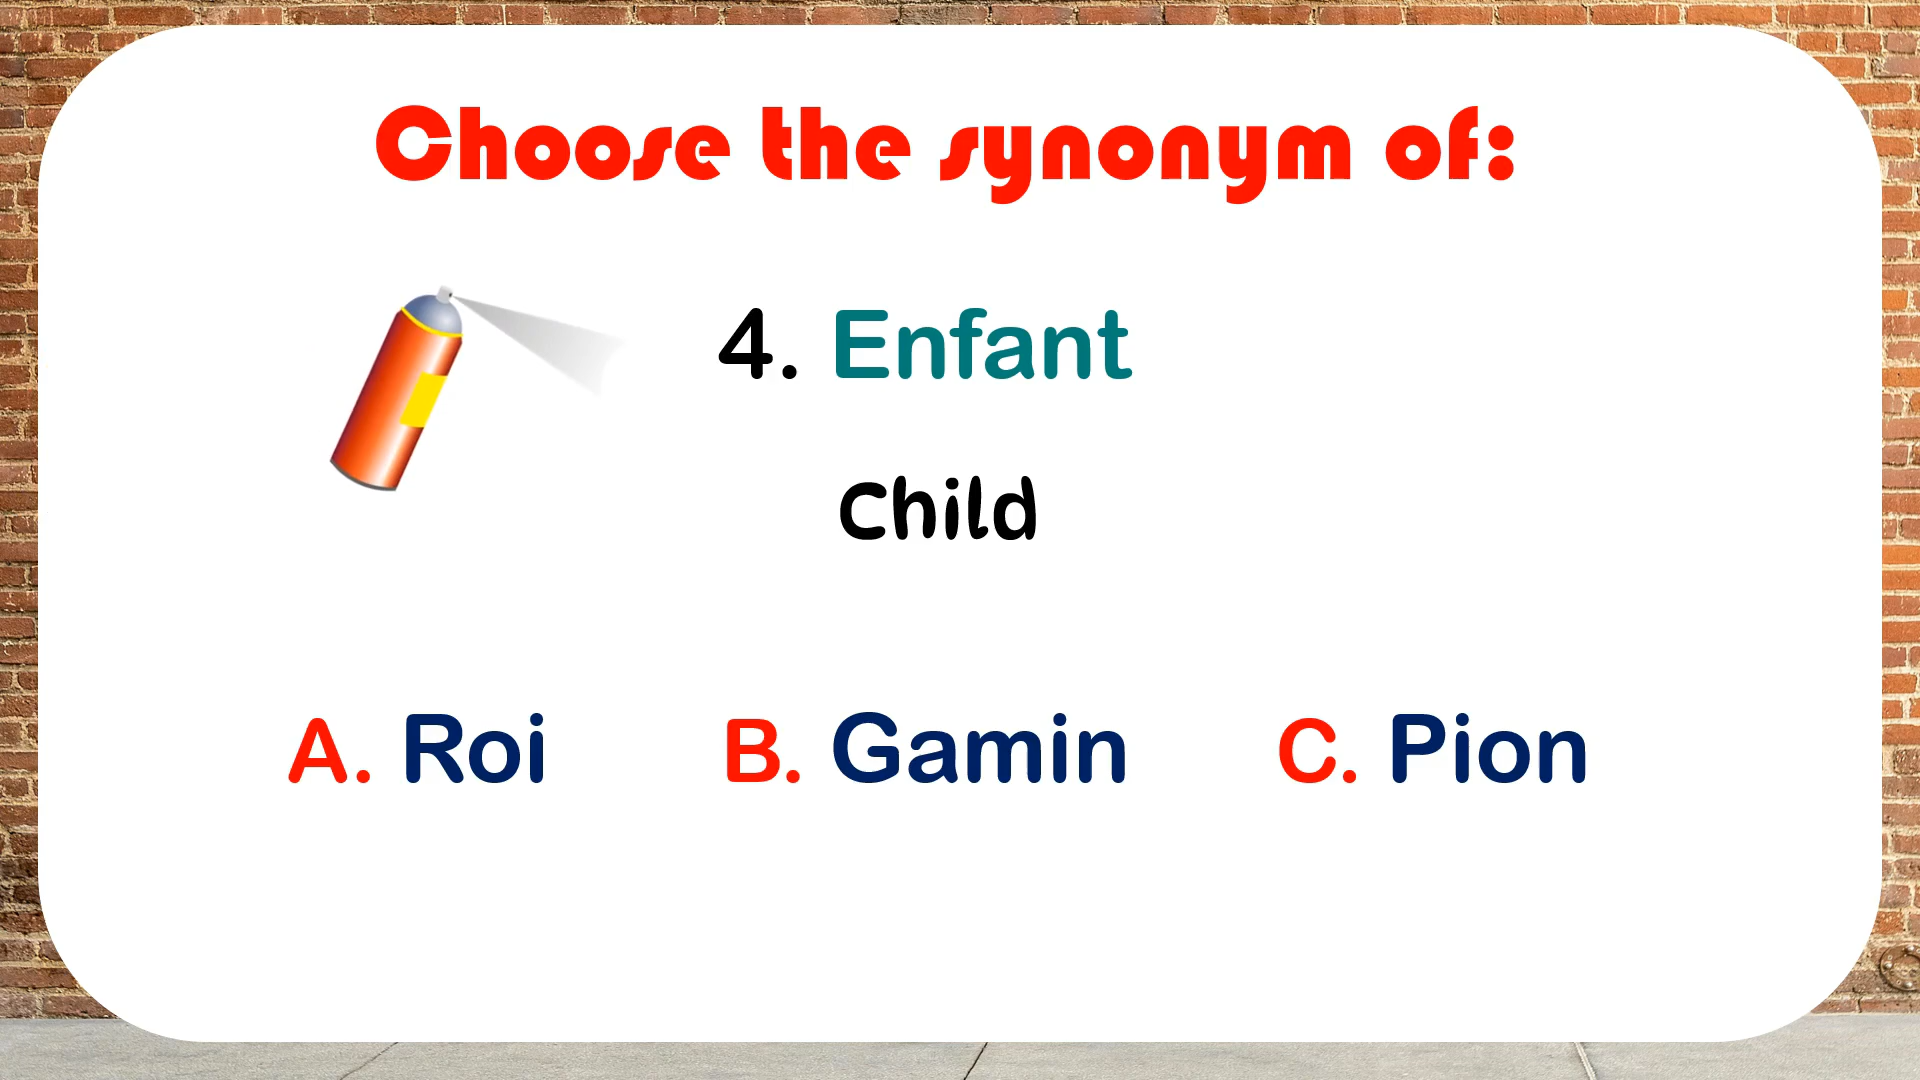 Choose the synonym of:
4. Enfant
Child
A. Roi B. Gamin C. Pion